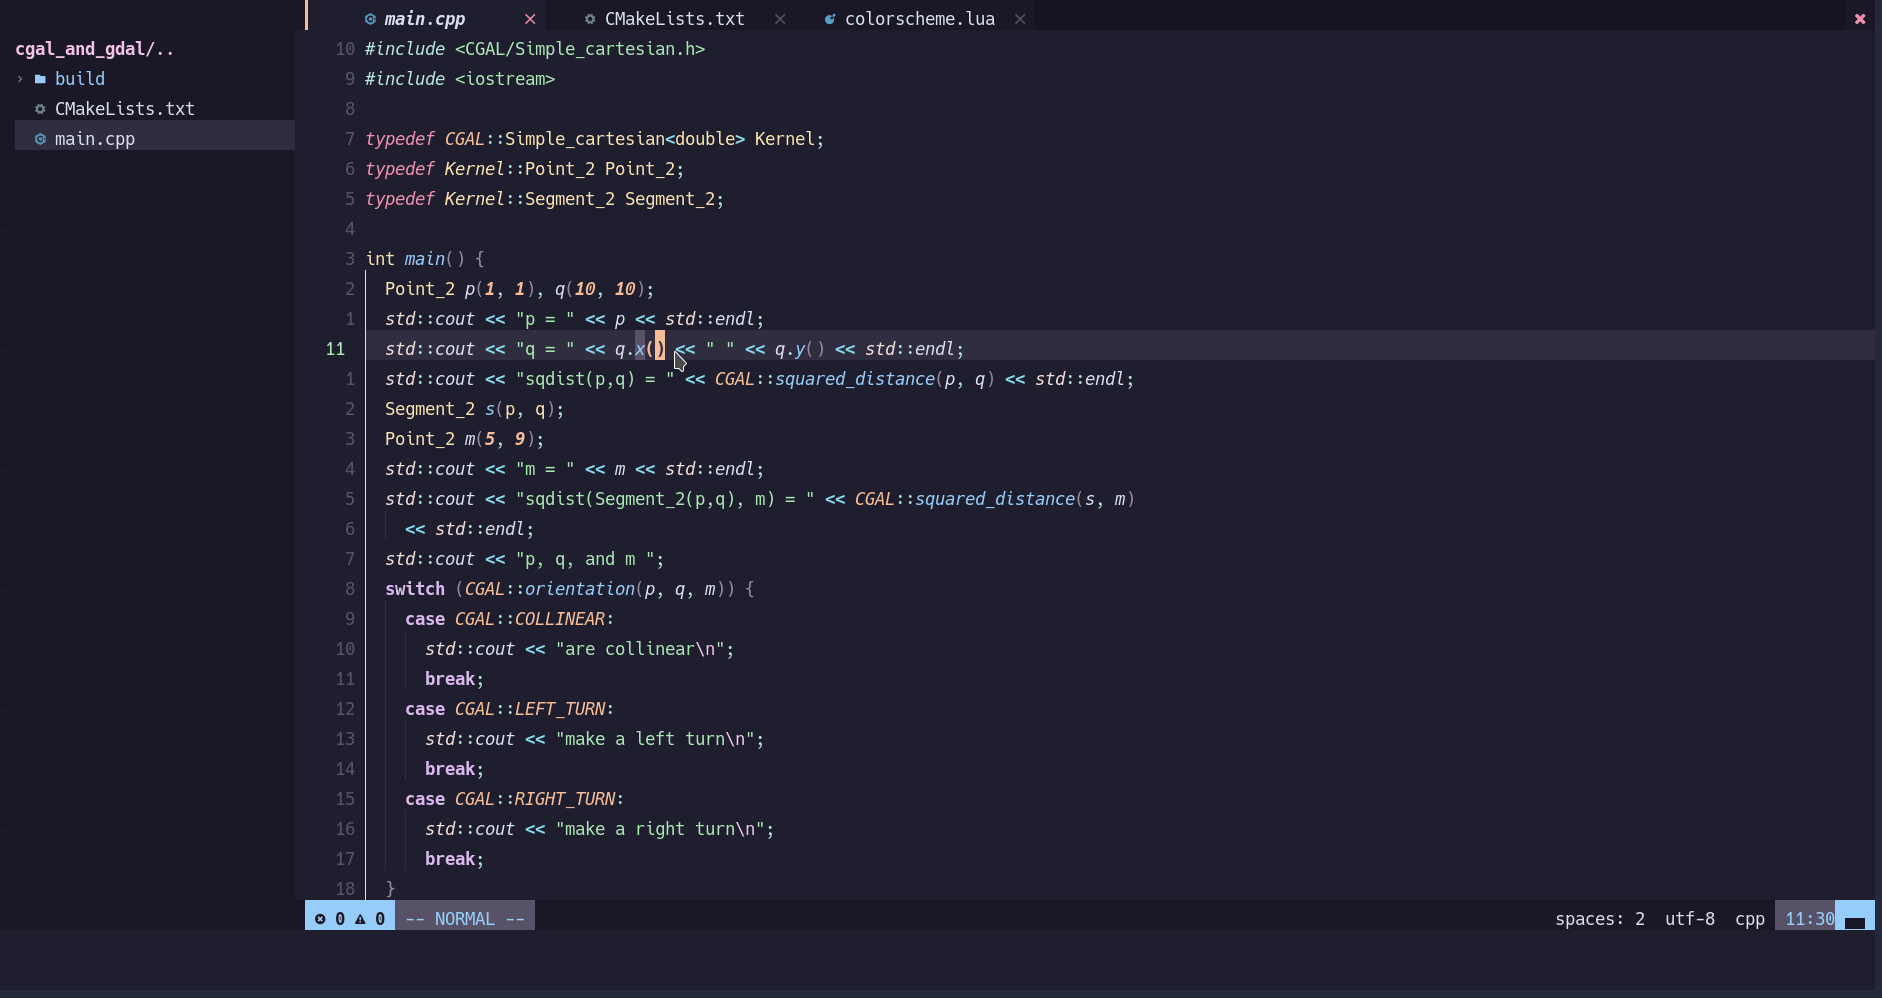 main.cpp CMakeLists.txt colorscheme.lua
cgal_and_gdal/..
build
CMakeLists.txt
main.cpp
10 #include <CGAL/Simple_cartesian.h>
9 #include <iostream>
8
7 typedef CGAL::Simple_cartesian<double> Kernel;
6 typedef Kernel::Point_2 Point_2;
5 typedef Kernel::Segment_2 Segment_2;
4
3 int main() {
2   Point_2 p(1, 1), q(10, 10);
1   std::cout << "p = " << p << std::endl;
11   std::cout << "q = " << q.x() << " " << q.y() << std::endl;
1   std::cout << "sqdist(p,q) = " << CGAL::squared_distance(p, q) << std::endl;
2   Segment_2 s(p, q);
3   Point_2 m(5, 9);
4   std::cout << "m = " << m << std::endl;
5   std::cout << "sqdist(Segment_2(p,q), m) = " << CGAL::squared_distance(s, m)
6     << std::endl;
7   std::cout << "p, q, and m ";
8   switch (CGAL::orientation(p, q, m)) {
9     case CGAL::COLLINEAR:
10       std::cout << "are collinear\n";
11       break;
12     case CGAL::LEFT_TURN:
13       std::cout << "make a left turn\n";
14       break;
15     case CGAL::RIGHT_TURN:
16       std::cout << "make a right turn\n";
17       break;
18   }
0 0 -- NORMAL -- spaces: 2 utf-8 cpp 11:30